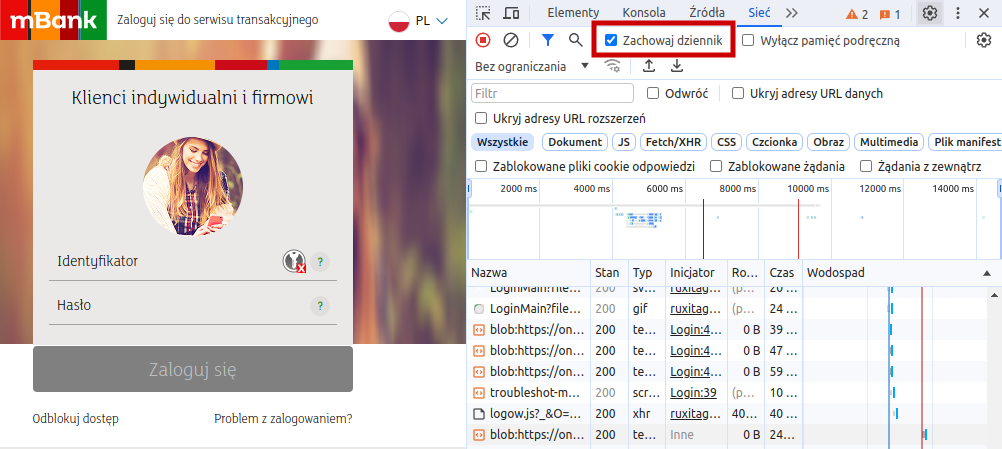 mBank
Zaloguj się do serwisu transakcyjnego
PL
Klienci indywidualni i firmowi
Identyfikator
?
Hasło
?
Zaloguj się
Odblokuj dostęp
Problem z zalogowaniem?
Elementy Konsola Źródła Sieć 2 1
Zachowaj dziennik Wyłącz pamięć podręczną
Bez ograniczania
Filtr Odwróć Ukryj adresy URL danych
Ukryj adresy URL rozszerzeń
Wszystkie Dokument JS Fetch/XHR CSS Czcionka Obraz Multimedia Plik manifest
Zablokowane pliki cookie odpowiedzi Zablokowane żądania Żądania z zewnątrz
2000 ms 4000 ms 6000 ms 8000 ms 10000 ms 12000 ms 14000 ms
Nazwa Stan Typ Inicjator Ro... Czas Wodospad
LoginMain?file... 200 sv... ruxitag... (p... 20 ...
LoginMain?file... 200 gif ruxitag... (p... 24 ...
blob:https://on... 200 te... Login:4... 0 B 39 ...
blob:https://on... 200 te... Login:4... 0 B 47 ...
blob:https://on... 200 te... Login:4... 0 B 59 ...
troubleshot-m... 200 scr... Login:39 (p... 10 ...
logow.js?_&O=... 200 xhr ruxitag... 40... 40 ...
blob:https://on... 200 te... Inne 0 B 24...